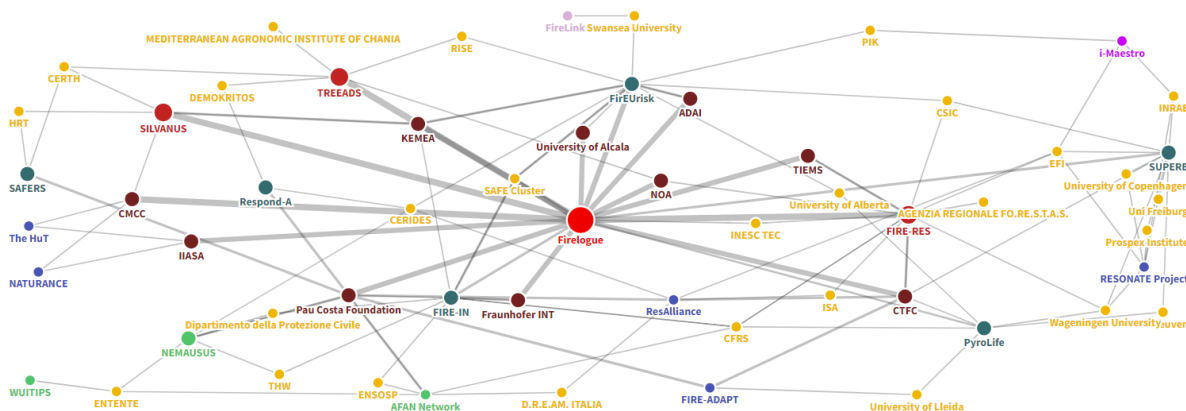 FireLink
Swansea University
MEDITERRANEAN AGRONOMIC INSTITUTE OF CHANIA
RISE
PIK
i-Maestro
CERTH
TREEADS
DEMOKRITOS
FirEUrisk
ADAI
CSIC
INRAE
HRT
SILVANUS
KEMEA
University of Alcala
TIEMS
EFI
SUPERB
SAFERS
SAFE Cluster
NOA
University of Copenhagen
Respond-A
University of Alberta
CMCC
CERIDES
AGENZIA REGIONALE FO.RE.S.T.A.S.
Uni Freiburg
The HuT
Firelogue
INESC TEC
FIRE-RES
Prospex Institute
IIASA
NATURANCE
RESONATE Project
Pau Costa Foundation
FIRE-IN
Fraunhofer INT
ResAlliance
ISA
CTFC
Dipartimento della Protezione Civile
Wageningen University
NEMAUSUS
CFRS
PyroLife
THW
WUITIPS
ENTENTE
ENSOSP
AFAN Network
D.R.E.AM. ITALIA
FIRE-ADAPT
University of Lleida